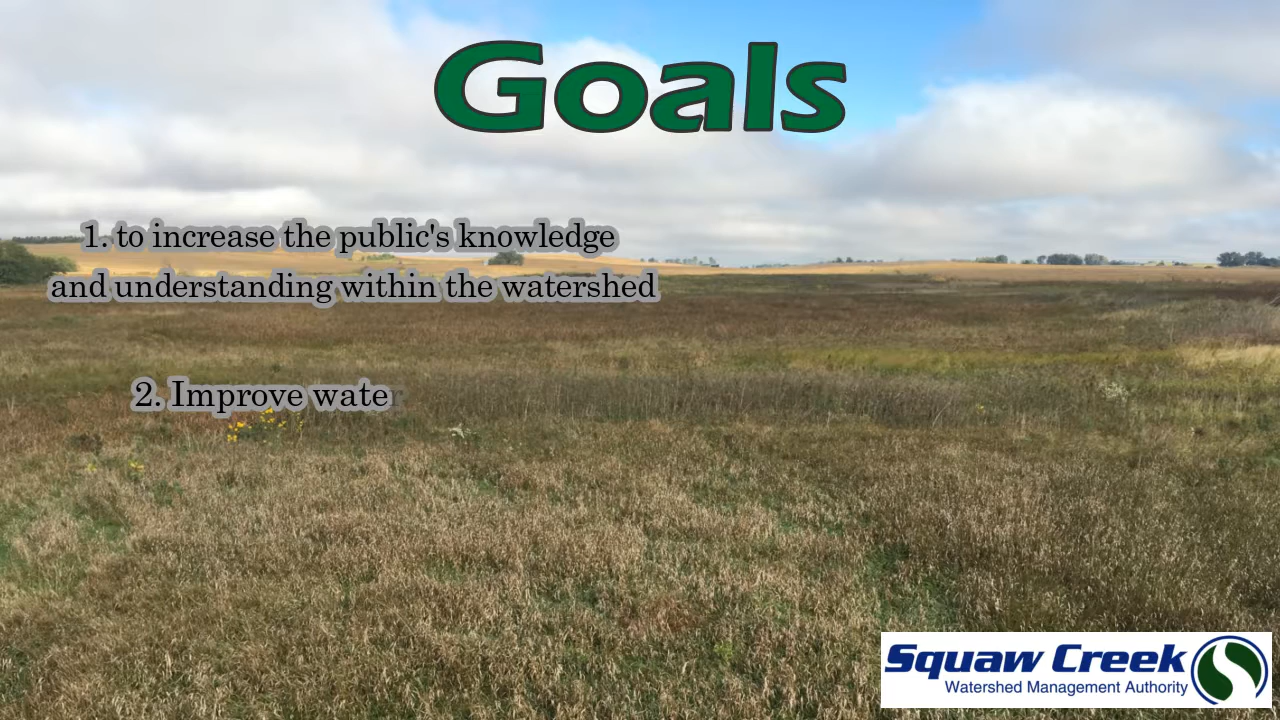 Goals
1. to increase the public's knowledge
and understanding within the watershed
2. Improve water
Squaw Creek
Watershed Management Authority